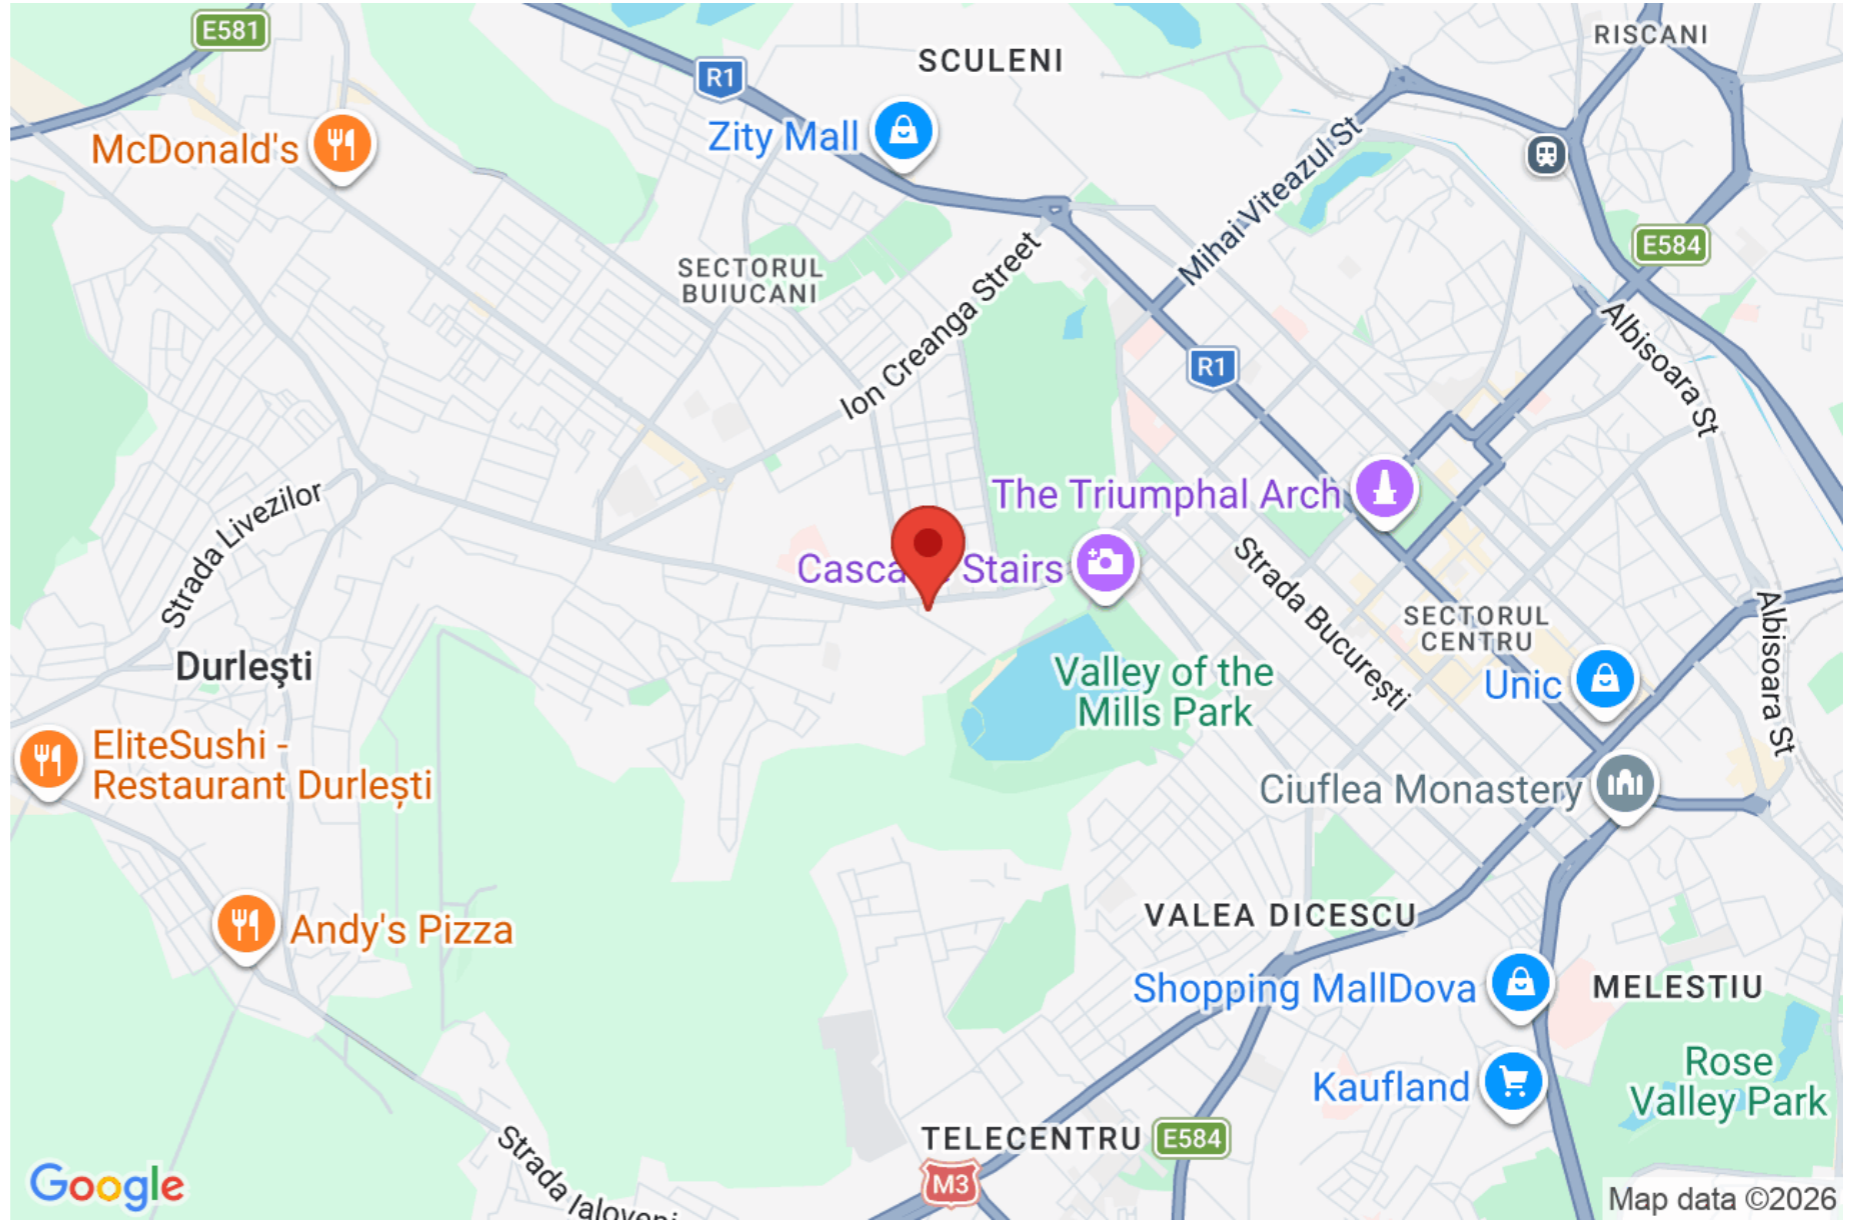 E581
SCULENI
RISCANI
R1
McDonald's
Zity Mall
Mihai Viteazul St
E584
SECTORUL
BUIUCANI
Ion Creanga Street
Albisoara St
R1
Strada Livezilor
The Triumphal Arch
Stairs
Strada București
SECTORUL
CENTRU
Albisoara St
Durleşti
Valley of the
Mills Park
Unic
EliteSushi -
Restaurant Durlești
Ciuflea Monastery
Andy's Pizza
VALEA DICESCU
Shopping MallDova
MELESTIU
Kaufland
Rose
Valley Park
TELECENTRU
E584
Strada Ialoveni
M3
Google
Map data ©2026